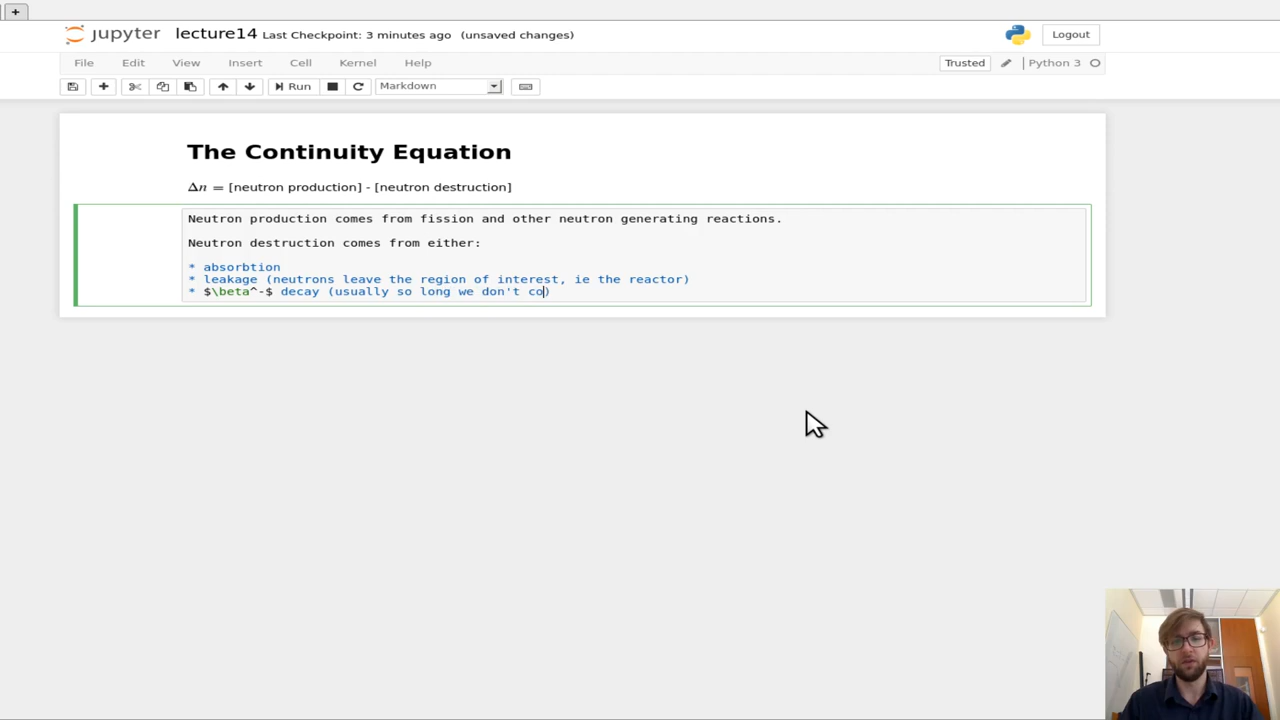 +
jupyter lecture14 Last Checkpoint: 3 minutes ago (unsaved changes) Logout
File Edit View Insert Cell Kernel Help Trusted Python 3
Run Markdown
The Continuity Equation
Δn = [neutron production] - [neutron destruction]
Neutron production comes from fission and other neutron generating reactions.
Neutron destruction comes from either:
* absorbtion
* leakage (neutrons leave the region of interest, ie the reactor)
* $\beta^-$ decay (usually so long we don't co)